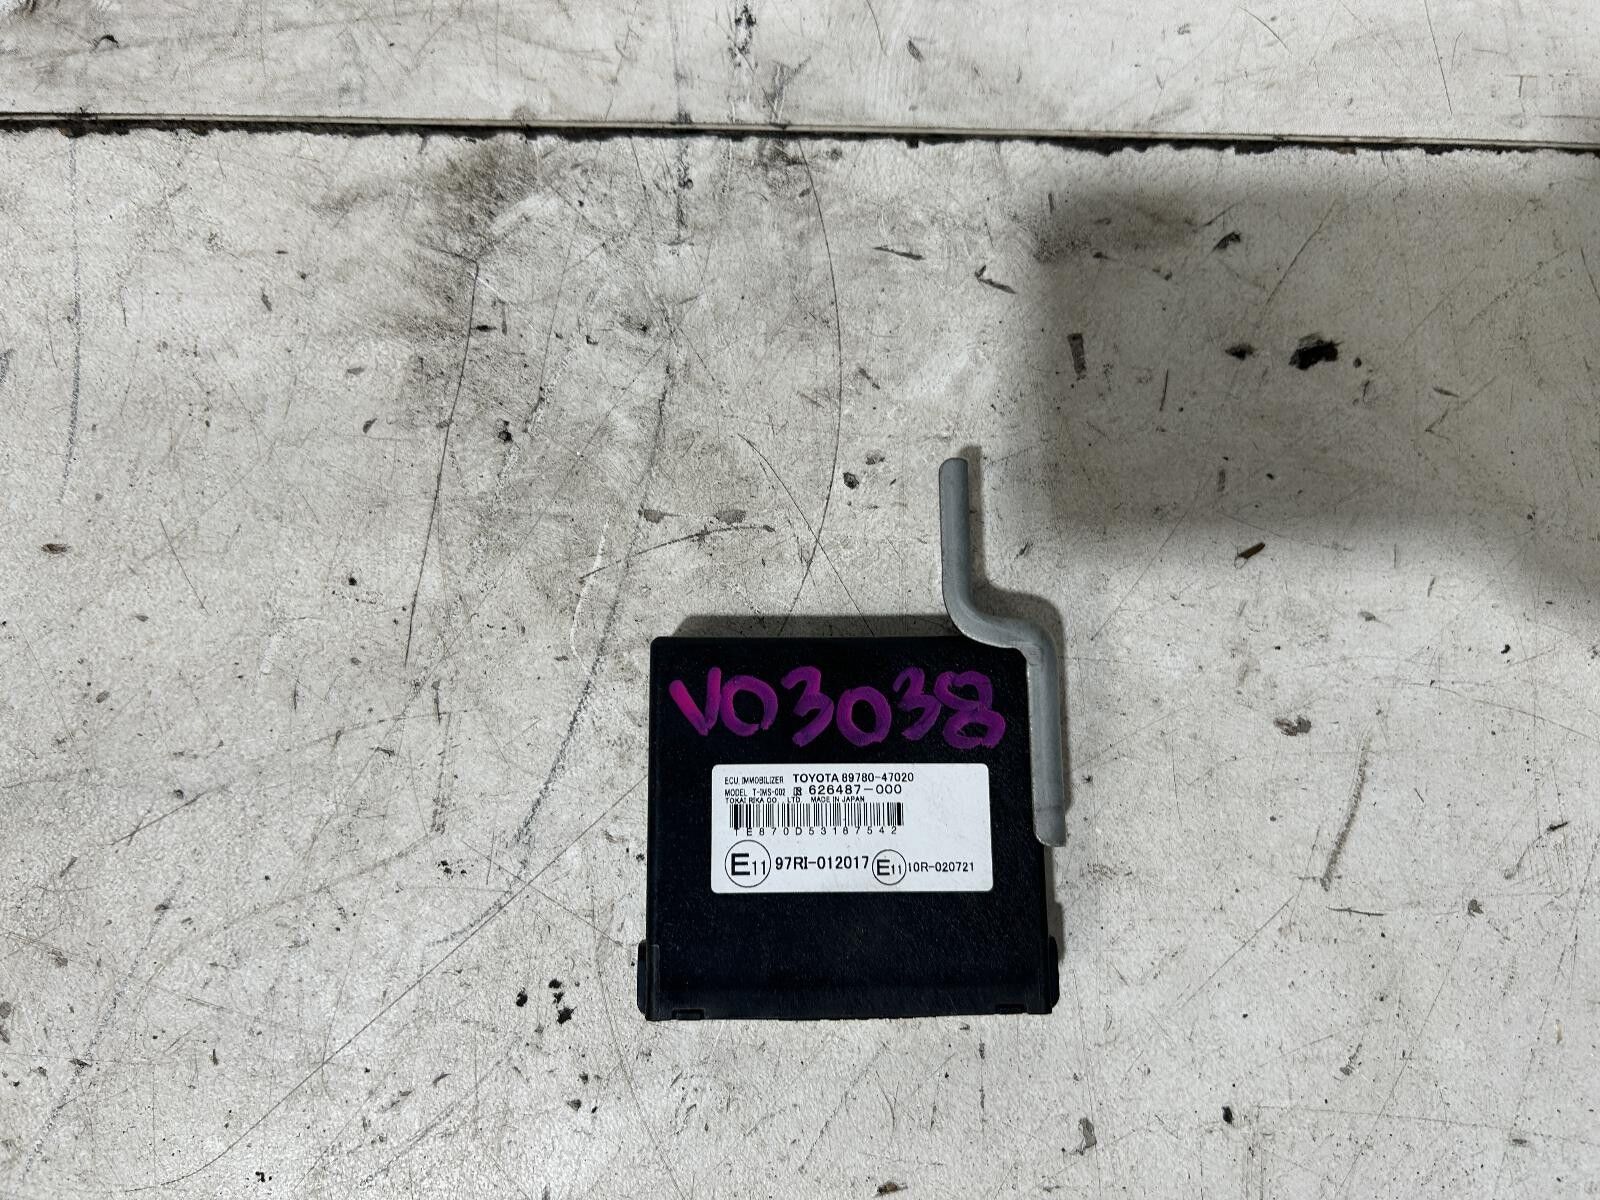 VO3038
ECU. IMMOBILIZER TOYOTA 89780-47020
MODEL T-IMS-002 626487-000
TOKAI RIKA CO., LTD. MADE IN JAPAN
TE870D53187542
E11 97RI-012017 E11 10R-020721